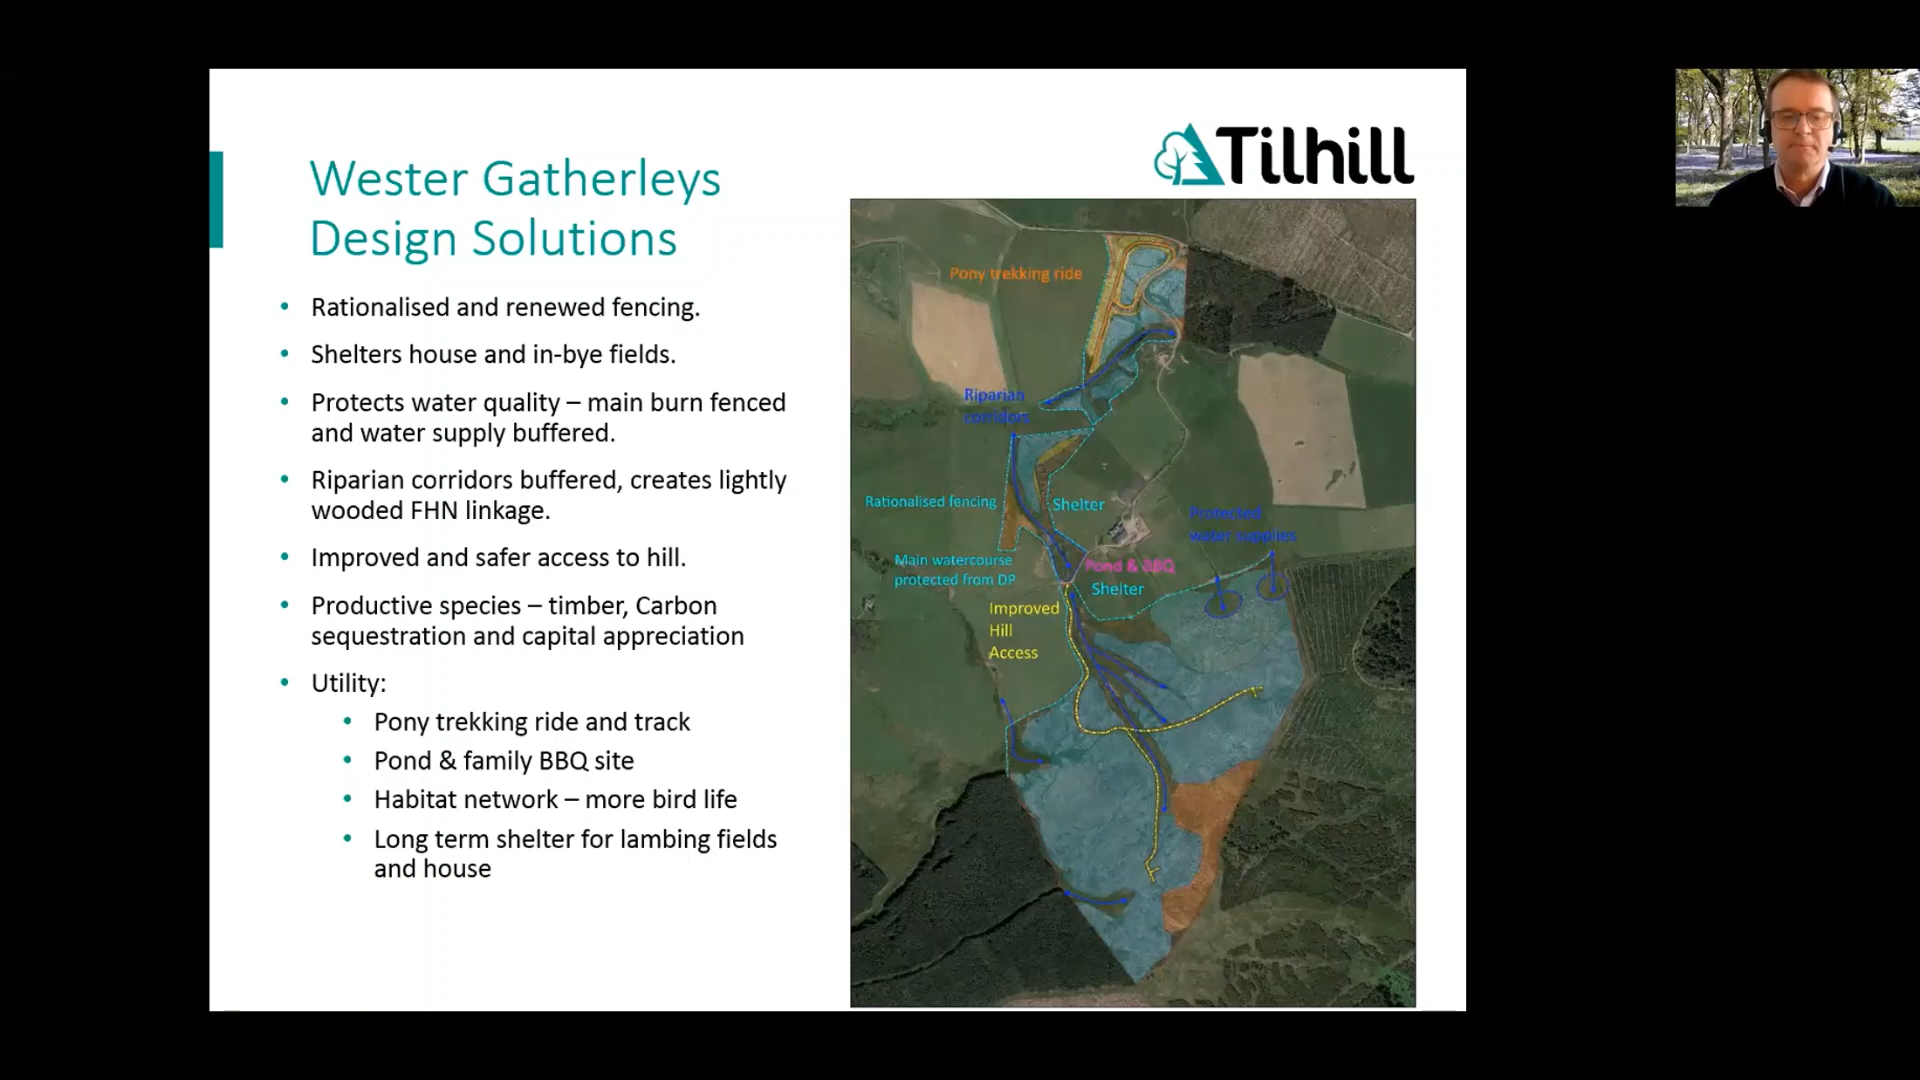 Tilhill
Wester Gatherleys
Design Solutions
• Rationalised and renewed fencing.
• Shelters house and in-bye fields.
• Protects water quality – main burn fenced
and water supply buffered.
• Riparian corridors buffered, creates lightly
wooded FHN linkage.
• Improved and safer access to hill.
• Productive species – timber, Carbon
sequestration and capital appreciation
• Utility:
• Pony trekking ride and track
• Pond & family BBQ site
• Habitat network – more bird life
• Long term shelter for lambing fields
and house
Pony trekking ride
Riparian
corridors
Rationalised fencing
Shelter
Protected
water supplies
Main watercourse
protected from DP
Pond & BBQ
Shelter
Improved
Hill
Access